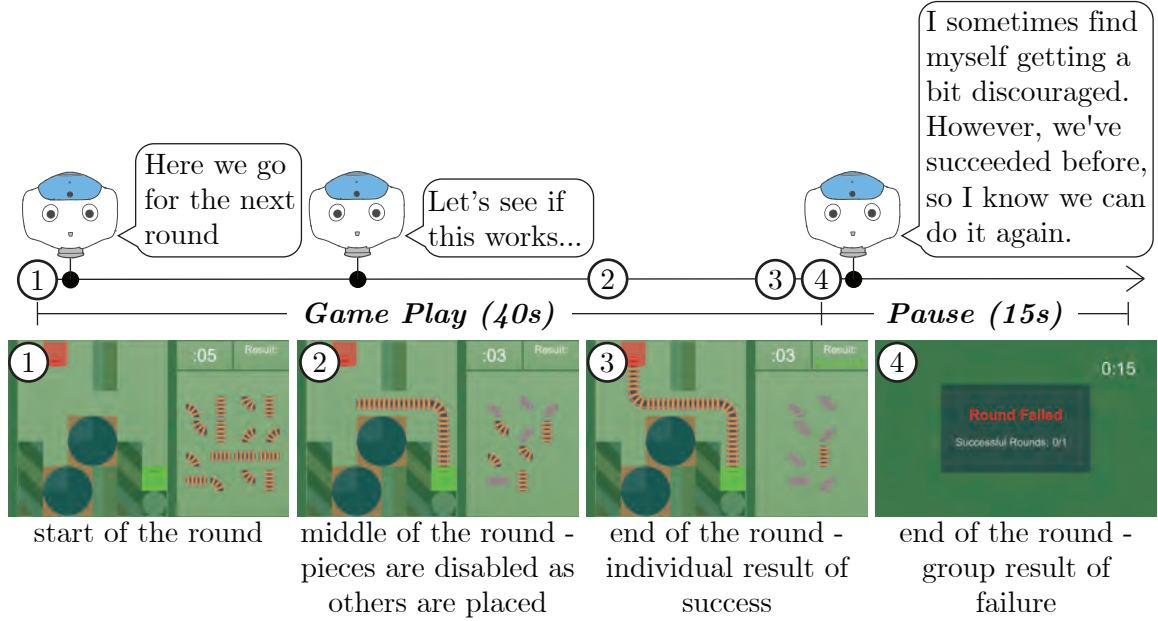 I sometimes find
myself getting a
bit discouraged.
However, we've
succeeded before,
so I know we can
do it again.
Here we go
for the next
round
Let's see if
this works...
1
2
3
4
Game Play (40s)
Pause (15s)
1
:05
Result:
2
:03
Result:
3
:03
Result:
4
0:15
Round Failed
Successful Rounds: 0/1
start of the round
middle of the round -
pieces are disabled as
others are placed
end of the round -
individual result of
success
end of the round -
group result of
failure